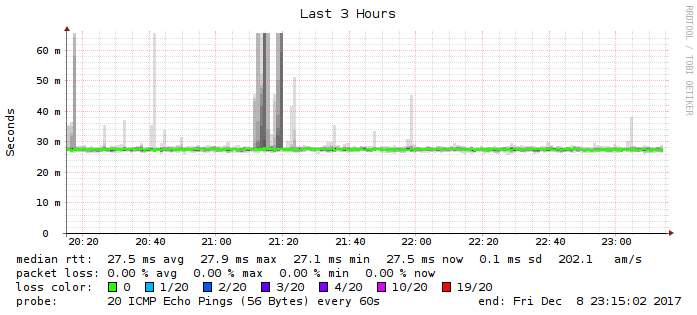 Last 3 Hours
RRDTOOL / TOBI OETIKER
Seconds
60 m
50 m
40 m
30 m
20 m
10 m
0
20:20 20:40 21:00 21:20 21:40 22:00 22:20 22:40 23:00
median rtt: 27.5 ms avg 27.9 ms max 27.1 ms min 27.5 ms now 0.1 ms sd 202.1 am/s
packet loss: 0.00 % avg 0.00 % max 0.00 % min 0.00 % now
loss color: 0 1/20 2/20 3/20 4/20 10/20 19/20
probe: 20 ICMP Echo Pings (56 Bytes) every 60s end: Fri Dec 8 23:15:02 2017